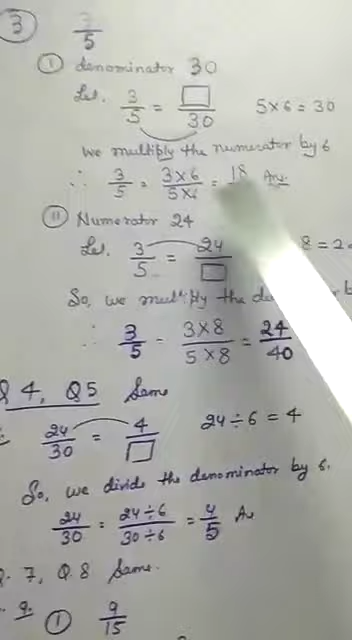 ③ 3/5
Ⓘ denominator 30
Let. 3/5 = □/30 5×6 = 30
We multiply the numerator by 6
∴ 3/5 = 3×6/5×6 = 18 Ans.
Ⓘⓘ Numerator 24
Let. 3/5 = 24/□ 8 = 2
So, we multiply the
∴ 3/5 = 3×8/5×8 = 24/40
Q 4, Q5 Same
24/30 = 4/□ 24÷6 = 4
So, we divide the denominator by 6.
24/30 = 24÷6/30÷6 = 4/5 An
Q. 7, Q.8 Same.
9. ① 9/15